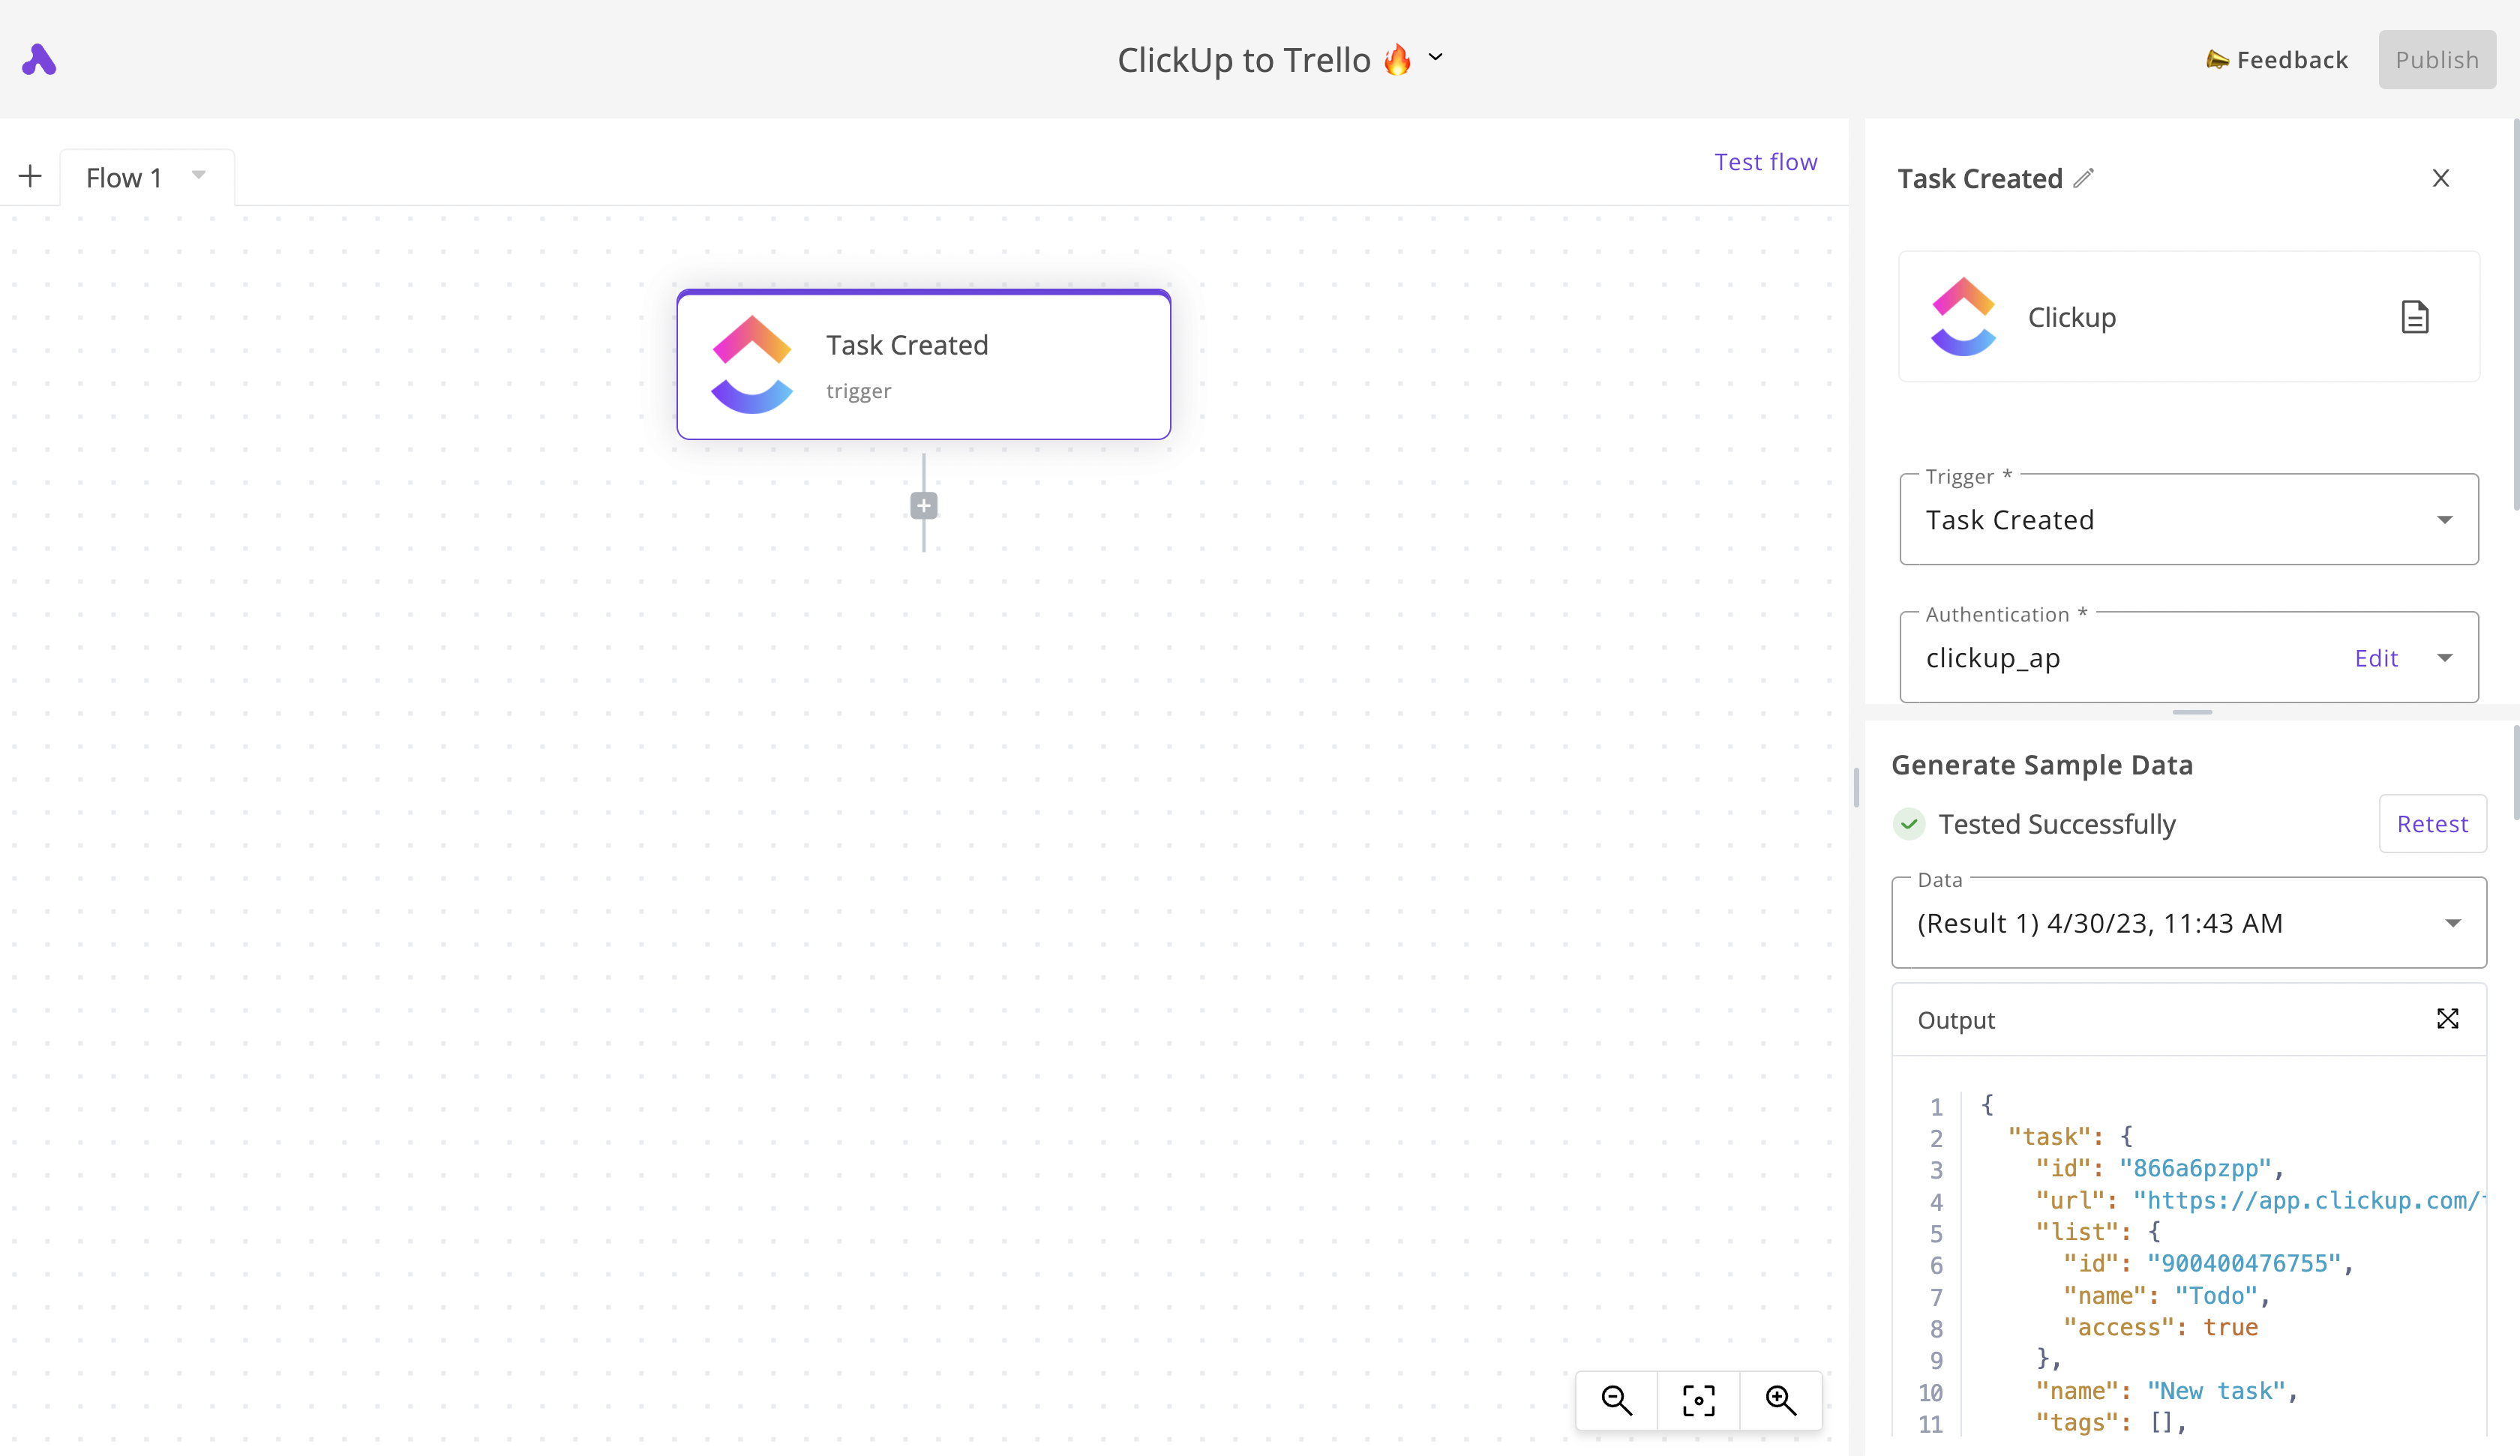 ClickUp to Trello 🔥
Feedback
Publish
Flow 1
Test flow
Task Created
trigger
Task Created
Clickup
Trigger *
Task Created
Authentication *
clickup_ap
Edit
Generate Sample Data
Tested Successfully
Retest
Data
(Result 1) 4/30/23, 11:43 AM
Output
1 {
2 "task": {
3 "id": "866a6pzpp",
4 "url": "https://app.clickup.com/
5 "list": {
6 "id": "900400476755",
7 "name": "Todo",
8 "access": true
9 },
10 "name": "New task",
11 "tags": [],